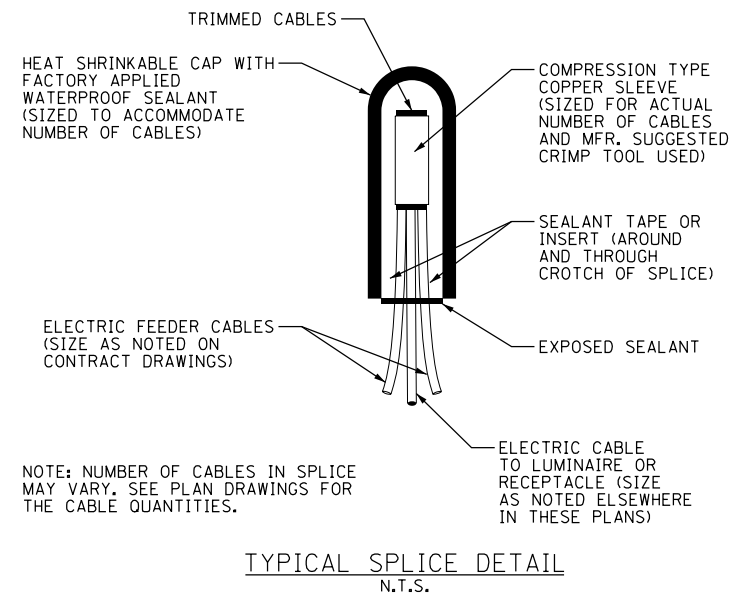 TRIMMED CABLES
HEAT SHRINKABLE CAP WITH
FACTORY APPLIED
WATERPROOF SEALANT
(SIZED TO ACCOMMODATE
NUMBER OF CABLES)
COMPRESSION TYPE
COPPER SLEEVE
(SIZED FOR ACTUAL
NUMBER OF CABLES
AND MFR. SUGGESTED
CRIMP TOOL USED)
SEALANT TAPE OR
INSERT (AROUND
AND THROUGH
CROTCH OF SPLICE)
ELECTRIC FEEDER CABLES
(SIZE AS NOTED ON
CONTRACT DRAWINGS)
EXPOSED SEALANT
ELECTRIC CABLE
TO LUMINAIRE OR
RECEPTACLE (SIZE
AS NOTED ELSEWHERE
IN THESE PLANS)
NOTE: NUMBER OF CABLES IN SPLICE
MAY VARY. SEE PLAN DRAWINGS FOR
THE CABLE QUANTITIES.
TYPICAL SPLICE DETAIL
N.T.S.